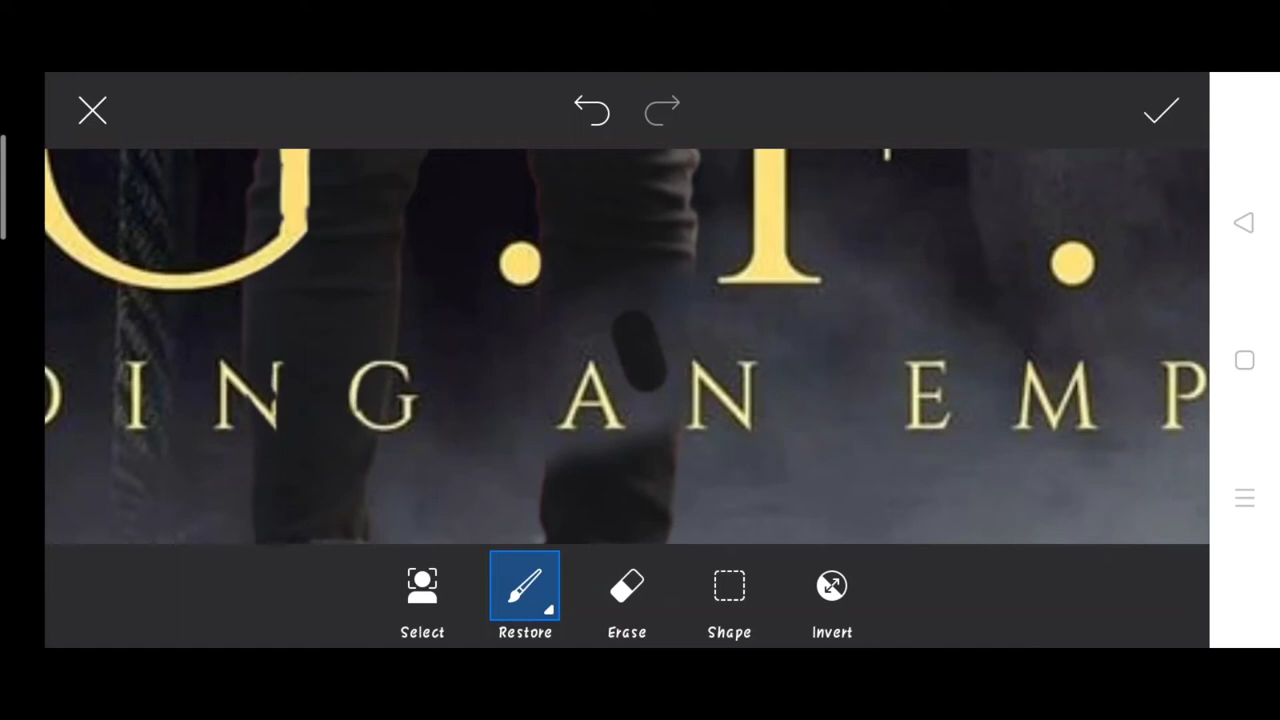 . I .
DING AN EMP
Select Restore Erase Shape Invert